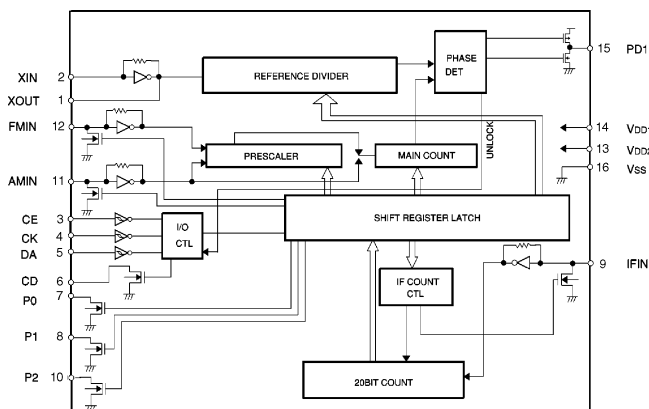 XIN 2
REFERENCE DIVIDER
PHASE
DET
15 PD1
XOUT 1
FMIN 12
14 VDD1
PRESCALER
MAIN COUNT
UNLOCK
13 VDD2
AMIN 11
16 VSS
CE 3
I/O
CTL
SHIFT REGISTER LATCH
CK 4
DA 5
CD 6
9 IFIN
P0 7
IF COUNT
CTL
P1 8
P2 10
20BIT COUNT